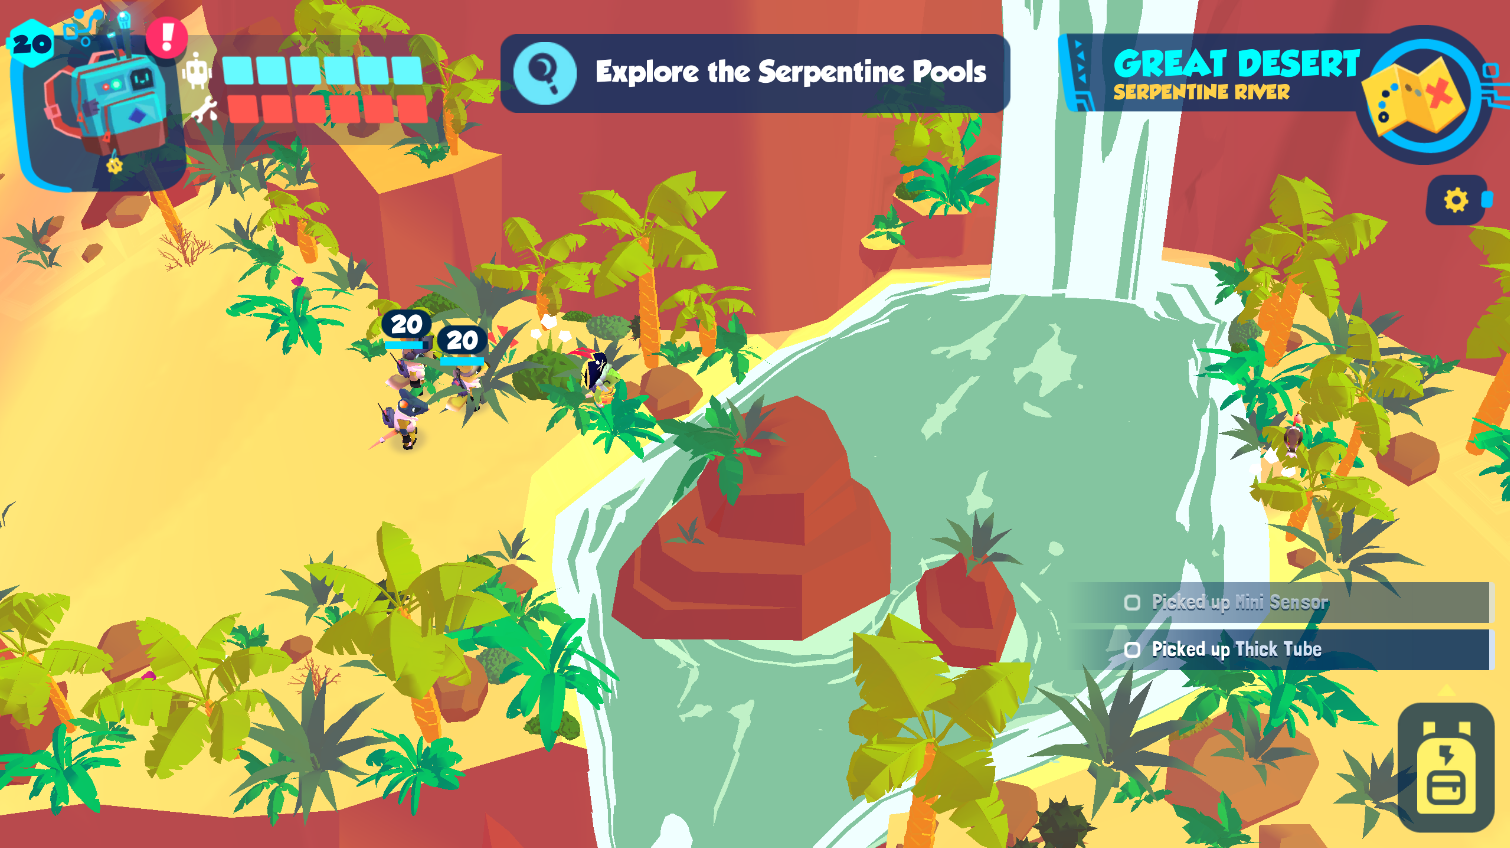 20
!
Explore the Serpentine Pools
GREAT DESERT
SERPENTINE RIVER
20
20
Picked up Mini Sensor
Picked up Thick Tube